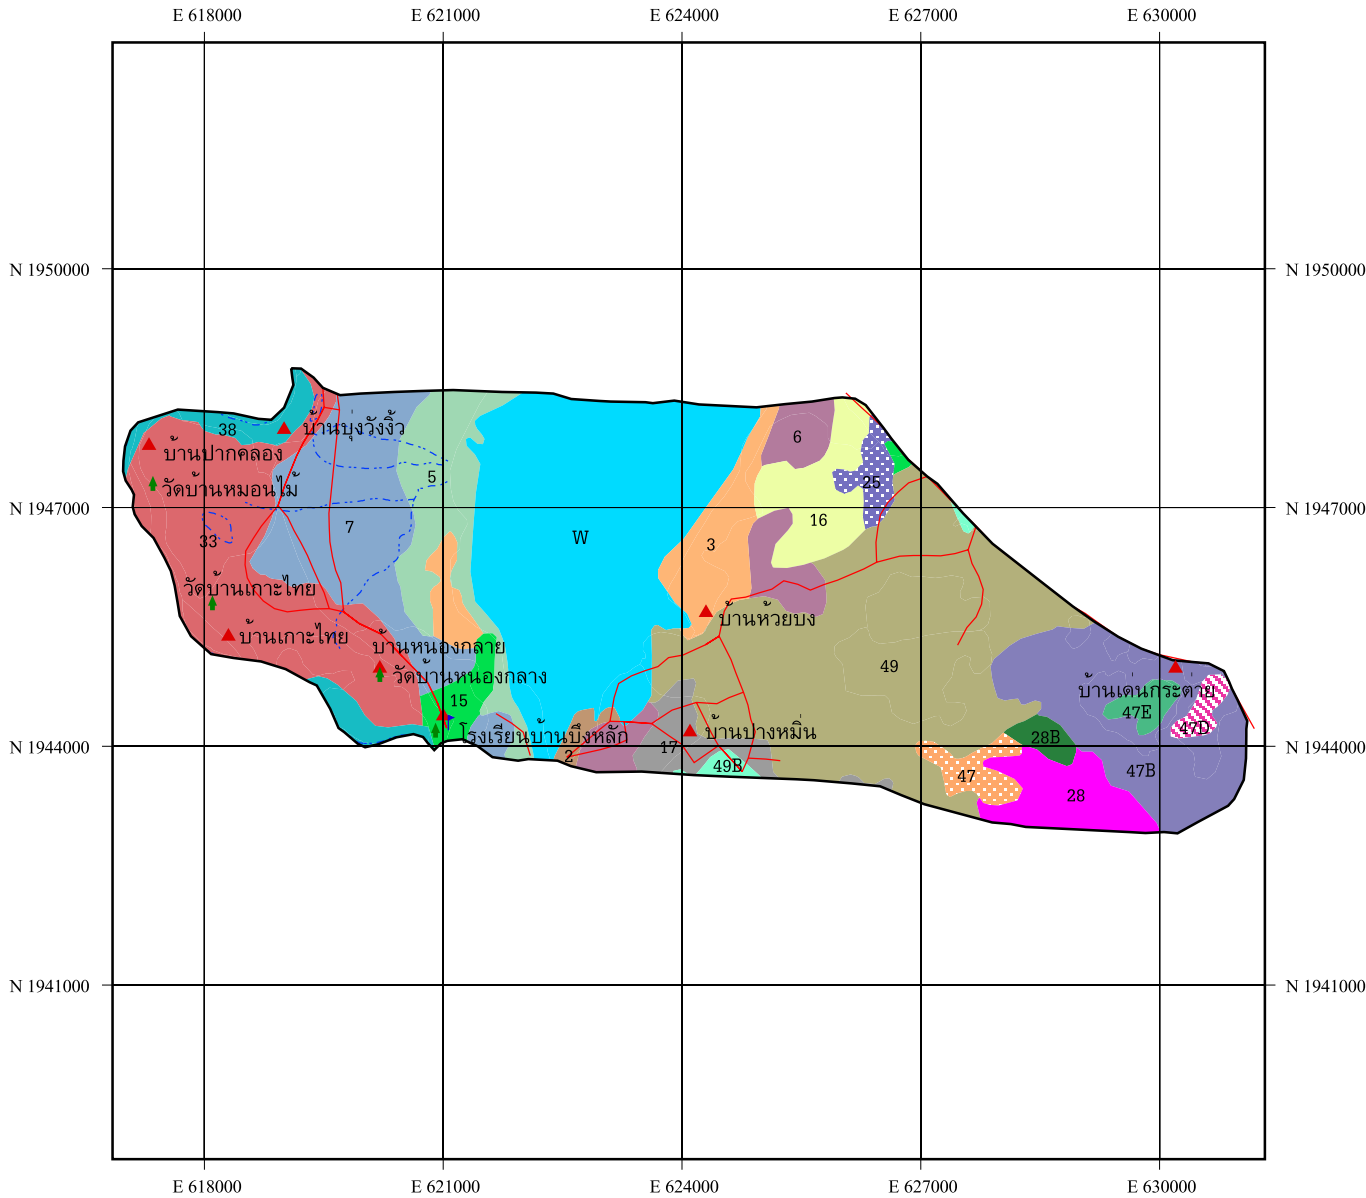 E 618000 E 621000 E 624000 E 627000 E 630000
N 1950000 N 1950000
38 บ้านบุ่งวังงิ้ว 6
บ้านปากคลอง
5 25
วัดบ้านหมอนไม้
7 16
33 W 3
วัดบ้านเกาะไทย
บ้านห้วยบง
บ้านเกาะไทย
บ้านหนองกลาย
49
วัดบ้านหนองกลาง
บ้านเด่นกระต่าย
15 47E
โรงเรียนบ้านบึงหลัก บ้านปางหมิ่น 47D
28B
N 1947000 N 1947000
N 1944000 N 1944000
2 17 49B 47 47B
28
N 1941000 N 1941000
E 618000 E 621000 E 624000 E 627000 E 630000